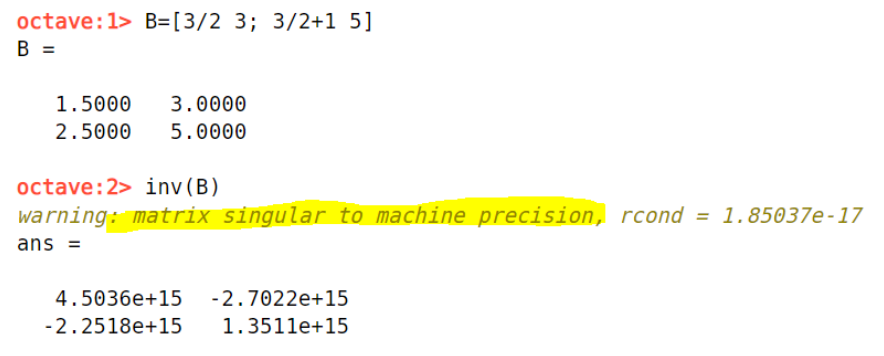 octave:1> B=[3/2 3; 3/2+1 5]
B =
1.5000 3.0000
2.5000 5.0000
octave:2> inv(B)
warning: matrix singular to machine precision, rcond = 1.85037e-17
ans =
4.5036e+15 -2.7022e+15
-2.2518e+15 1.3511e+15